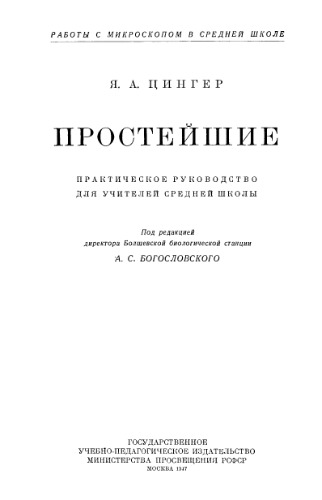 РАБОТЫ С МИКРОСКОПОМ В СРЕДНЕЙ ШКОЛЕ
Я. А. ЦИНГЕР
ПРОСТЕЙШИЕ
ПРАКТИЧЕСКОЕ РУКОВОДСТВО
ДЛЯ УЧИТЕЛЕЙ СРЕДНЕЙ ШКОЛЫ
Под редакцией
директора Болшевской биологической станции
А. С. БОГОСЛОВСКОГО
ГОСУДАРСТВЕННОЕ
УЧЕБНО-ПЕДАГОГИЧЕСКОЕ ИЗДАТЕЛЬСТВО
МИНИСТЕРСТВА ПРОСВЕЩЕНИЯ РСФСР
МОСКВА 1947